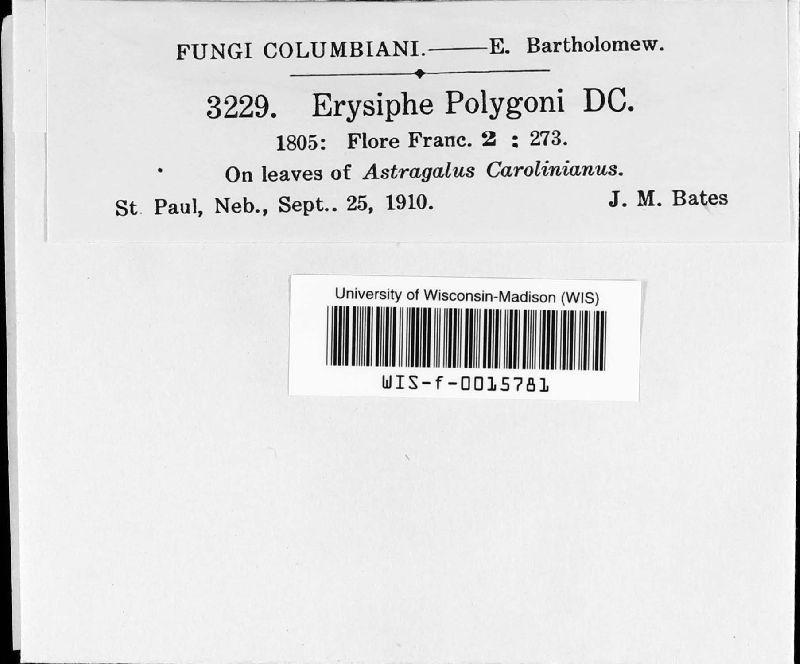 FUNGI COLUMBIANI.——E. Bartholomew.
3229. Erysiphe Polygoni DC.
1805: Flore Franc. 2 : 273.
On leaves of Astragalus Carolinianus.
St. Paul, Neb., Sept.. 25, 1910. J. M. Bates
University of Wisconsin-Madison (WIS)
WIS-f-0015781